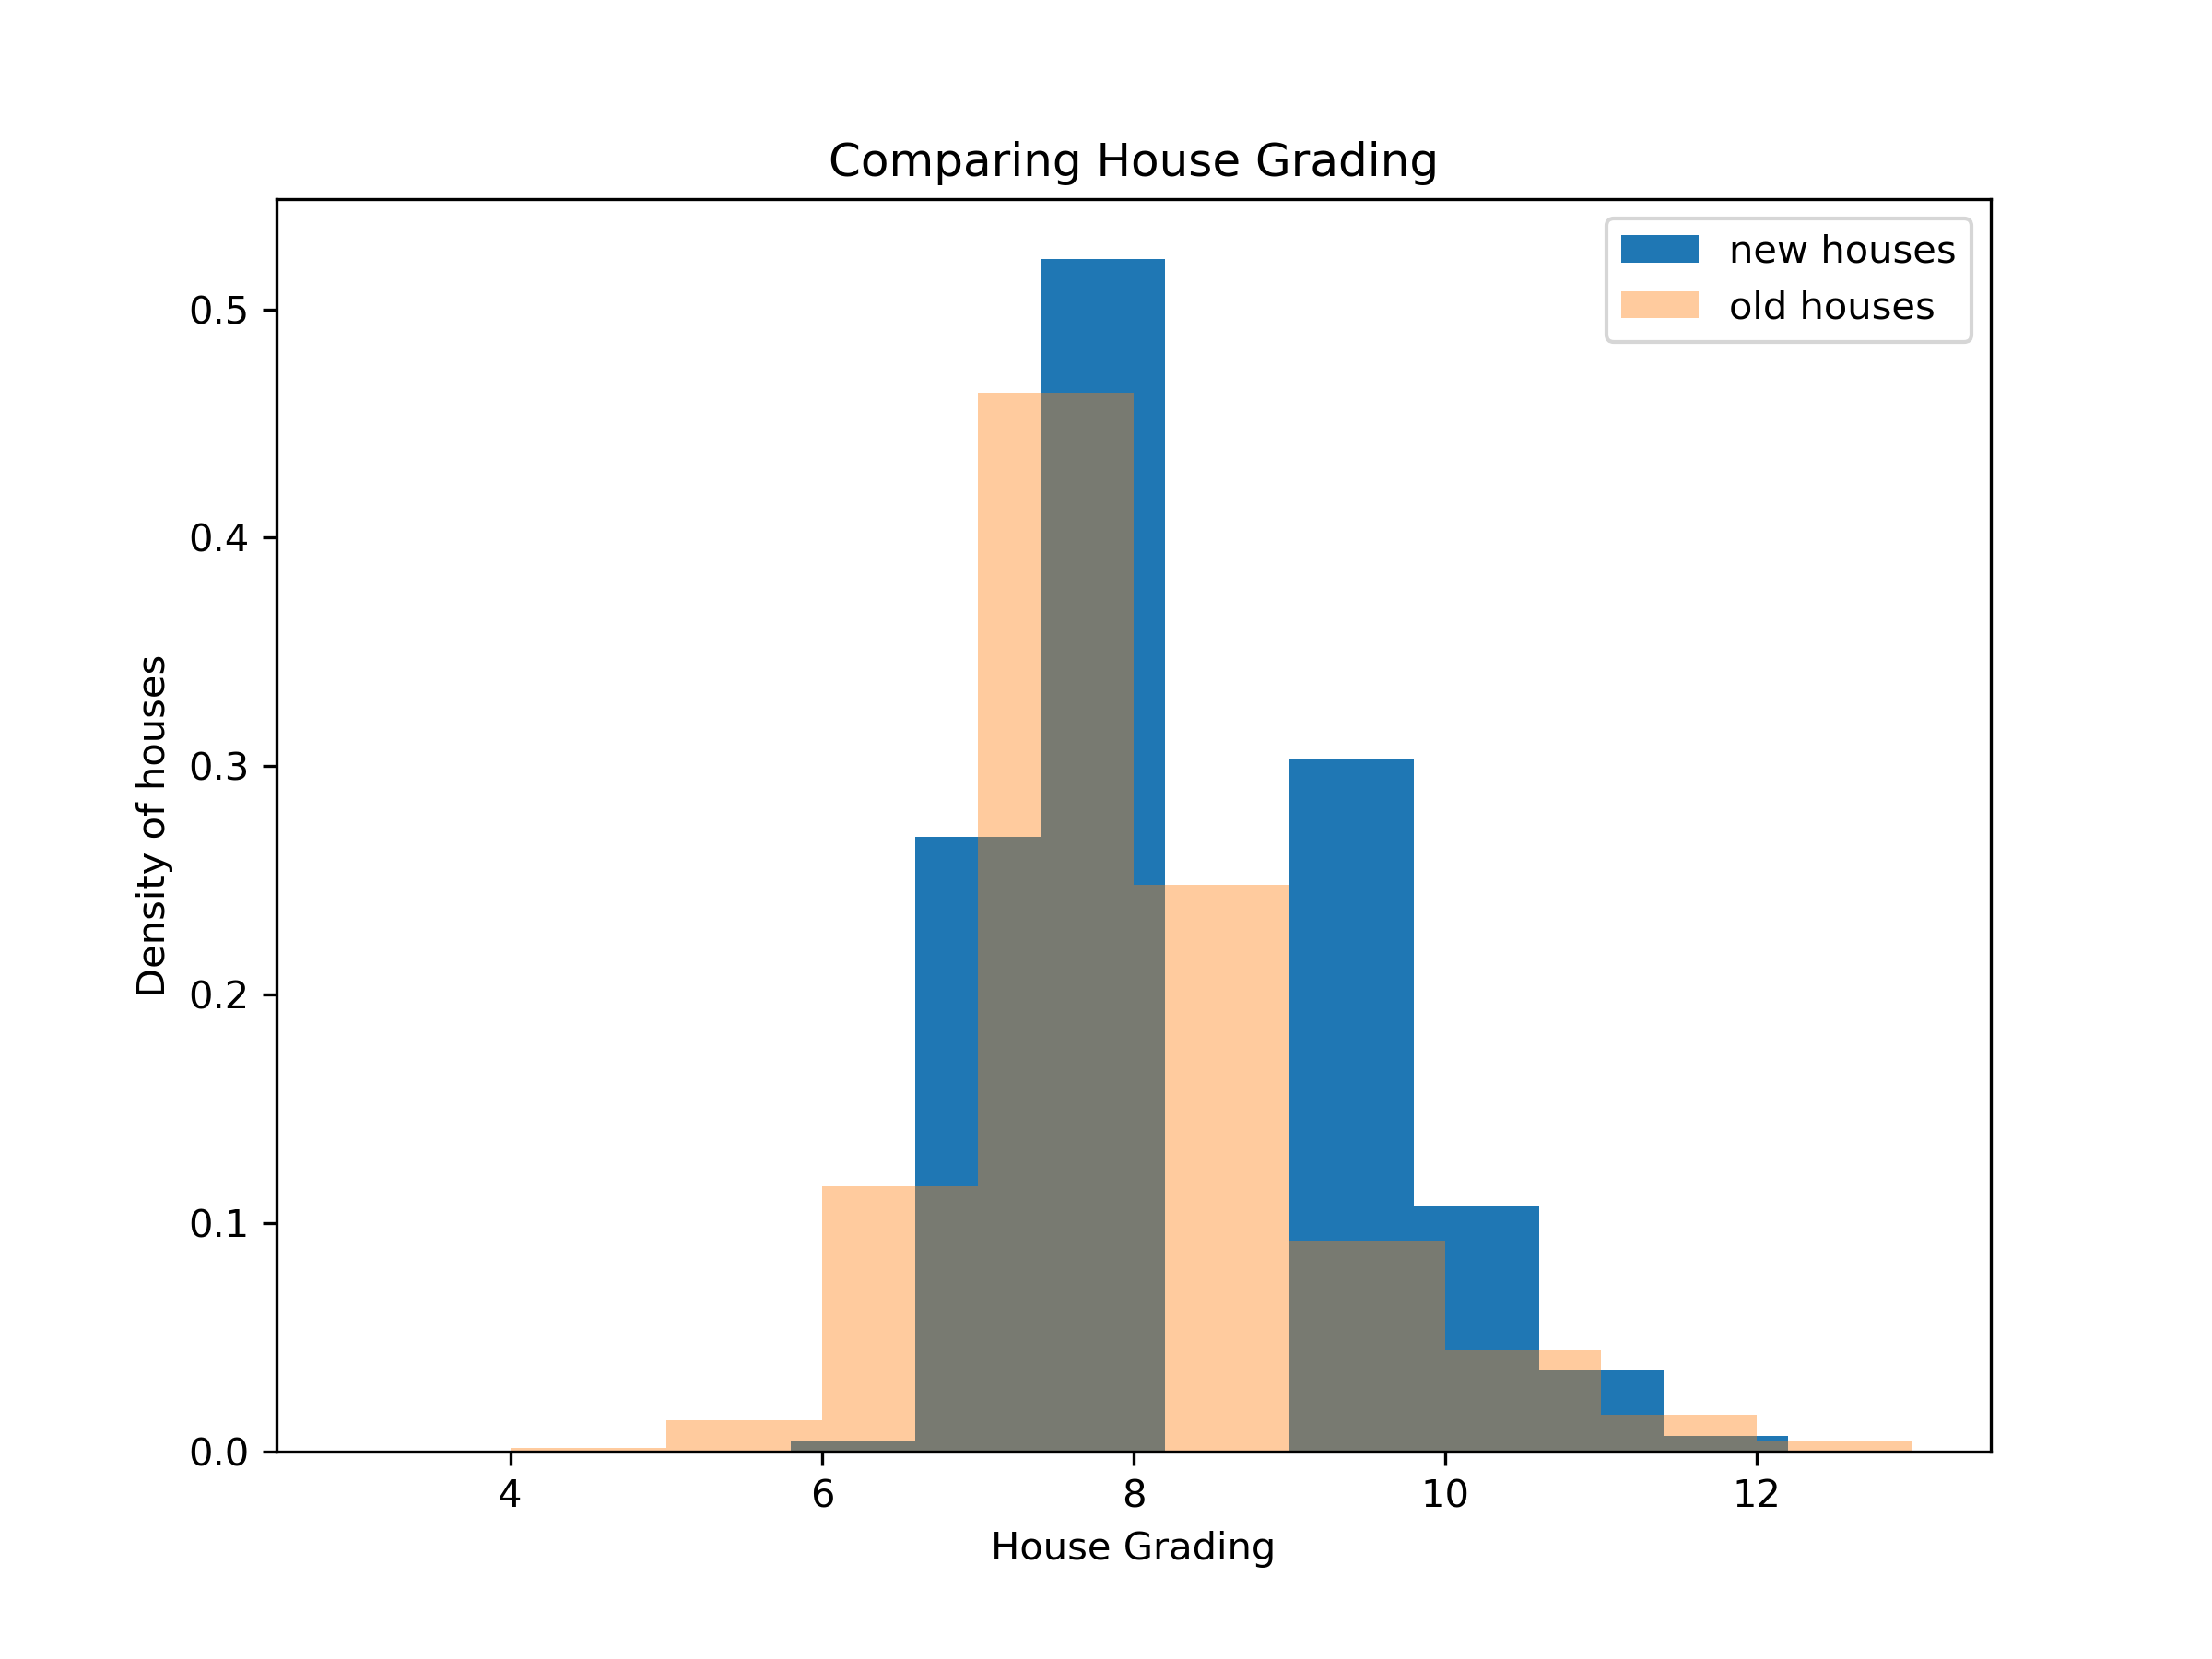 Comparing House Grading
new houses
old houses
0.5
0.4
0.3
0.2
0.1
0.0
Density of houses
4 6 8 10 12
House Grading